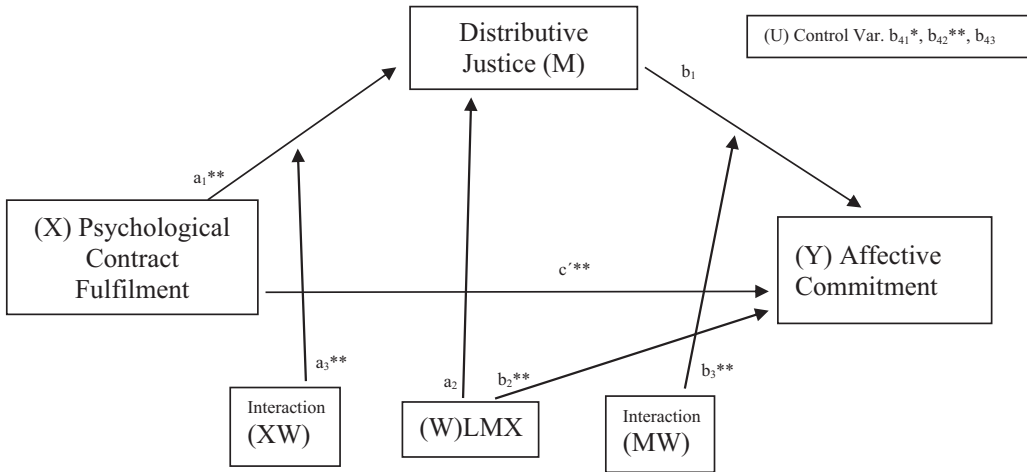 Distributive
Justice (M)
(U) Control Var. b₄₁*, b₄₂**, b₄₃
b₁
a₁**
(X) Psychological
Contract
Fulfilment
c´**
(Y) Affective
Commitment
a₃**
a₂
b₂**
b₃**
Interaction
(XW)
(W)LMX
Interaction
(MW)